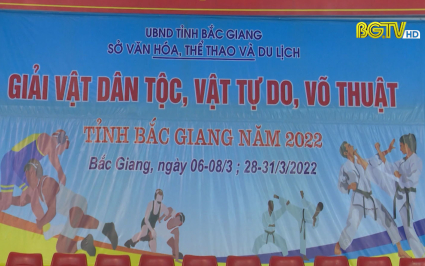 BGTV HD
UBND TỈNH BẮC GIANG
SỞ VĂN HÓA, THỂ THAO VÀ DU LỊCH
GIẢI VẬT DÂN TỘC, VẬT TỰ DO, VÕ THUẬT
TỈNH BẮC GIANG NĂM 2022
Bắc Giang, ngày 06-08/3 ; 28-31/3/2022